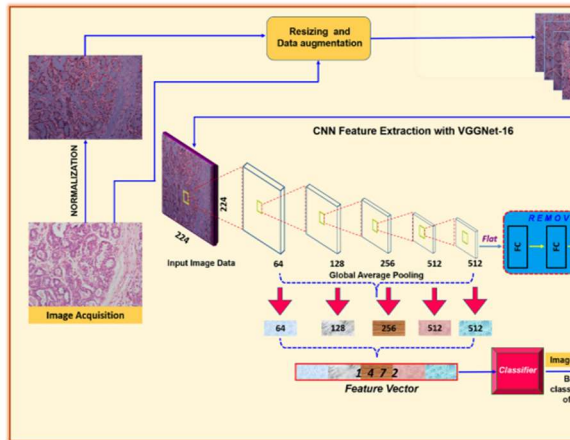 Resizing and
Data augmentation
CNN Feature Extraction with VGGNet-16
NORMALIZATION
224
224
Input Image Data
64
128
256
512
512
Flat
REMOV
FC
FC
Global Average Pooling
Image Acquisition
64
128
256
512
512
1 4 7 2
Feature Vector
Classifier
Imag
B
class
of